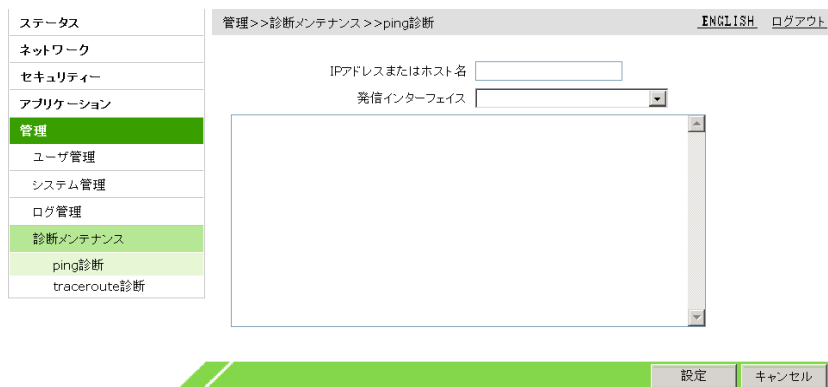 ステータス
ネットワーク
セキュリティー
アプリケーション
管理
ユーザ管理
システム管理
ログ管理
診断メンテナンス
ping診断
traceroute診断
管理>>診断メンテナンス>>ping診断
ENGLISH ログアウト
IPアドレスまたはホスト名
発信インターフェイス
設定 キャンセル